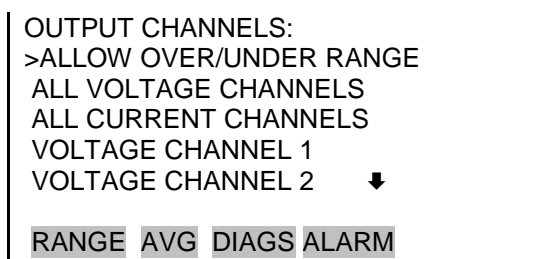 OUTPUT CHANNELS:
>ALLOW OVER/UNDER RANGE
ALL VOLTAGE CHANNELS
ALL CURRENT CHANNELS
VOLTAGE CHANNEL 1
VOLTAGE CHANNEL 2 🡇
RANGE AVG DIAGS ALARM